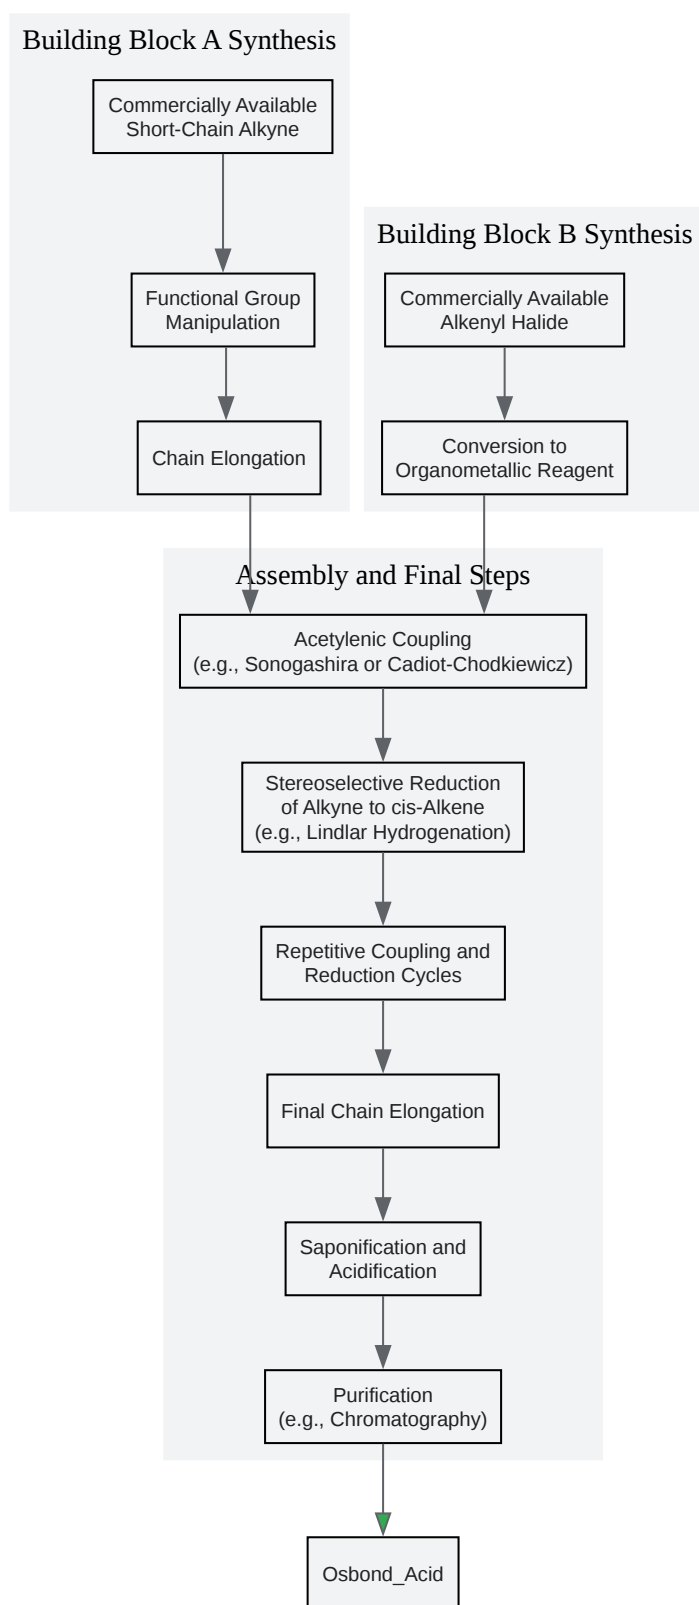 Building Block A Synthesis
Commercially Available
Short-Chain Alkyne
Functional Group
Manipulation
Chain Elongation
Building Block B Synthesis
Commercially Available
Alkenyl Halide
Conversion to
Organometallic Reagent
Assembly and Final Steps
Acetylenic Coupling
(e.g., Sonogashira or Cadiot-Chodkiewicz)
Stereoselective Reduction
of Alkyne to cis-Alkene
(e.g., Lindlar Hydrogenation)
Repetitive Coupling and
Reduction Cycles
Final Chain Elongation
Saponification and
Acidification
Purification
(e.g., Chromatography)
Osbond_Acid